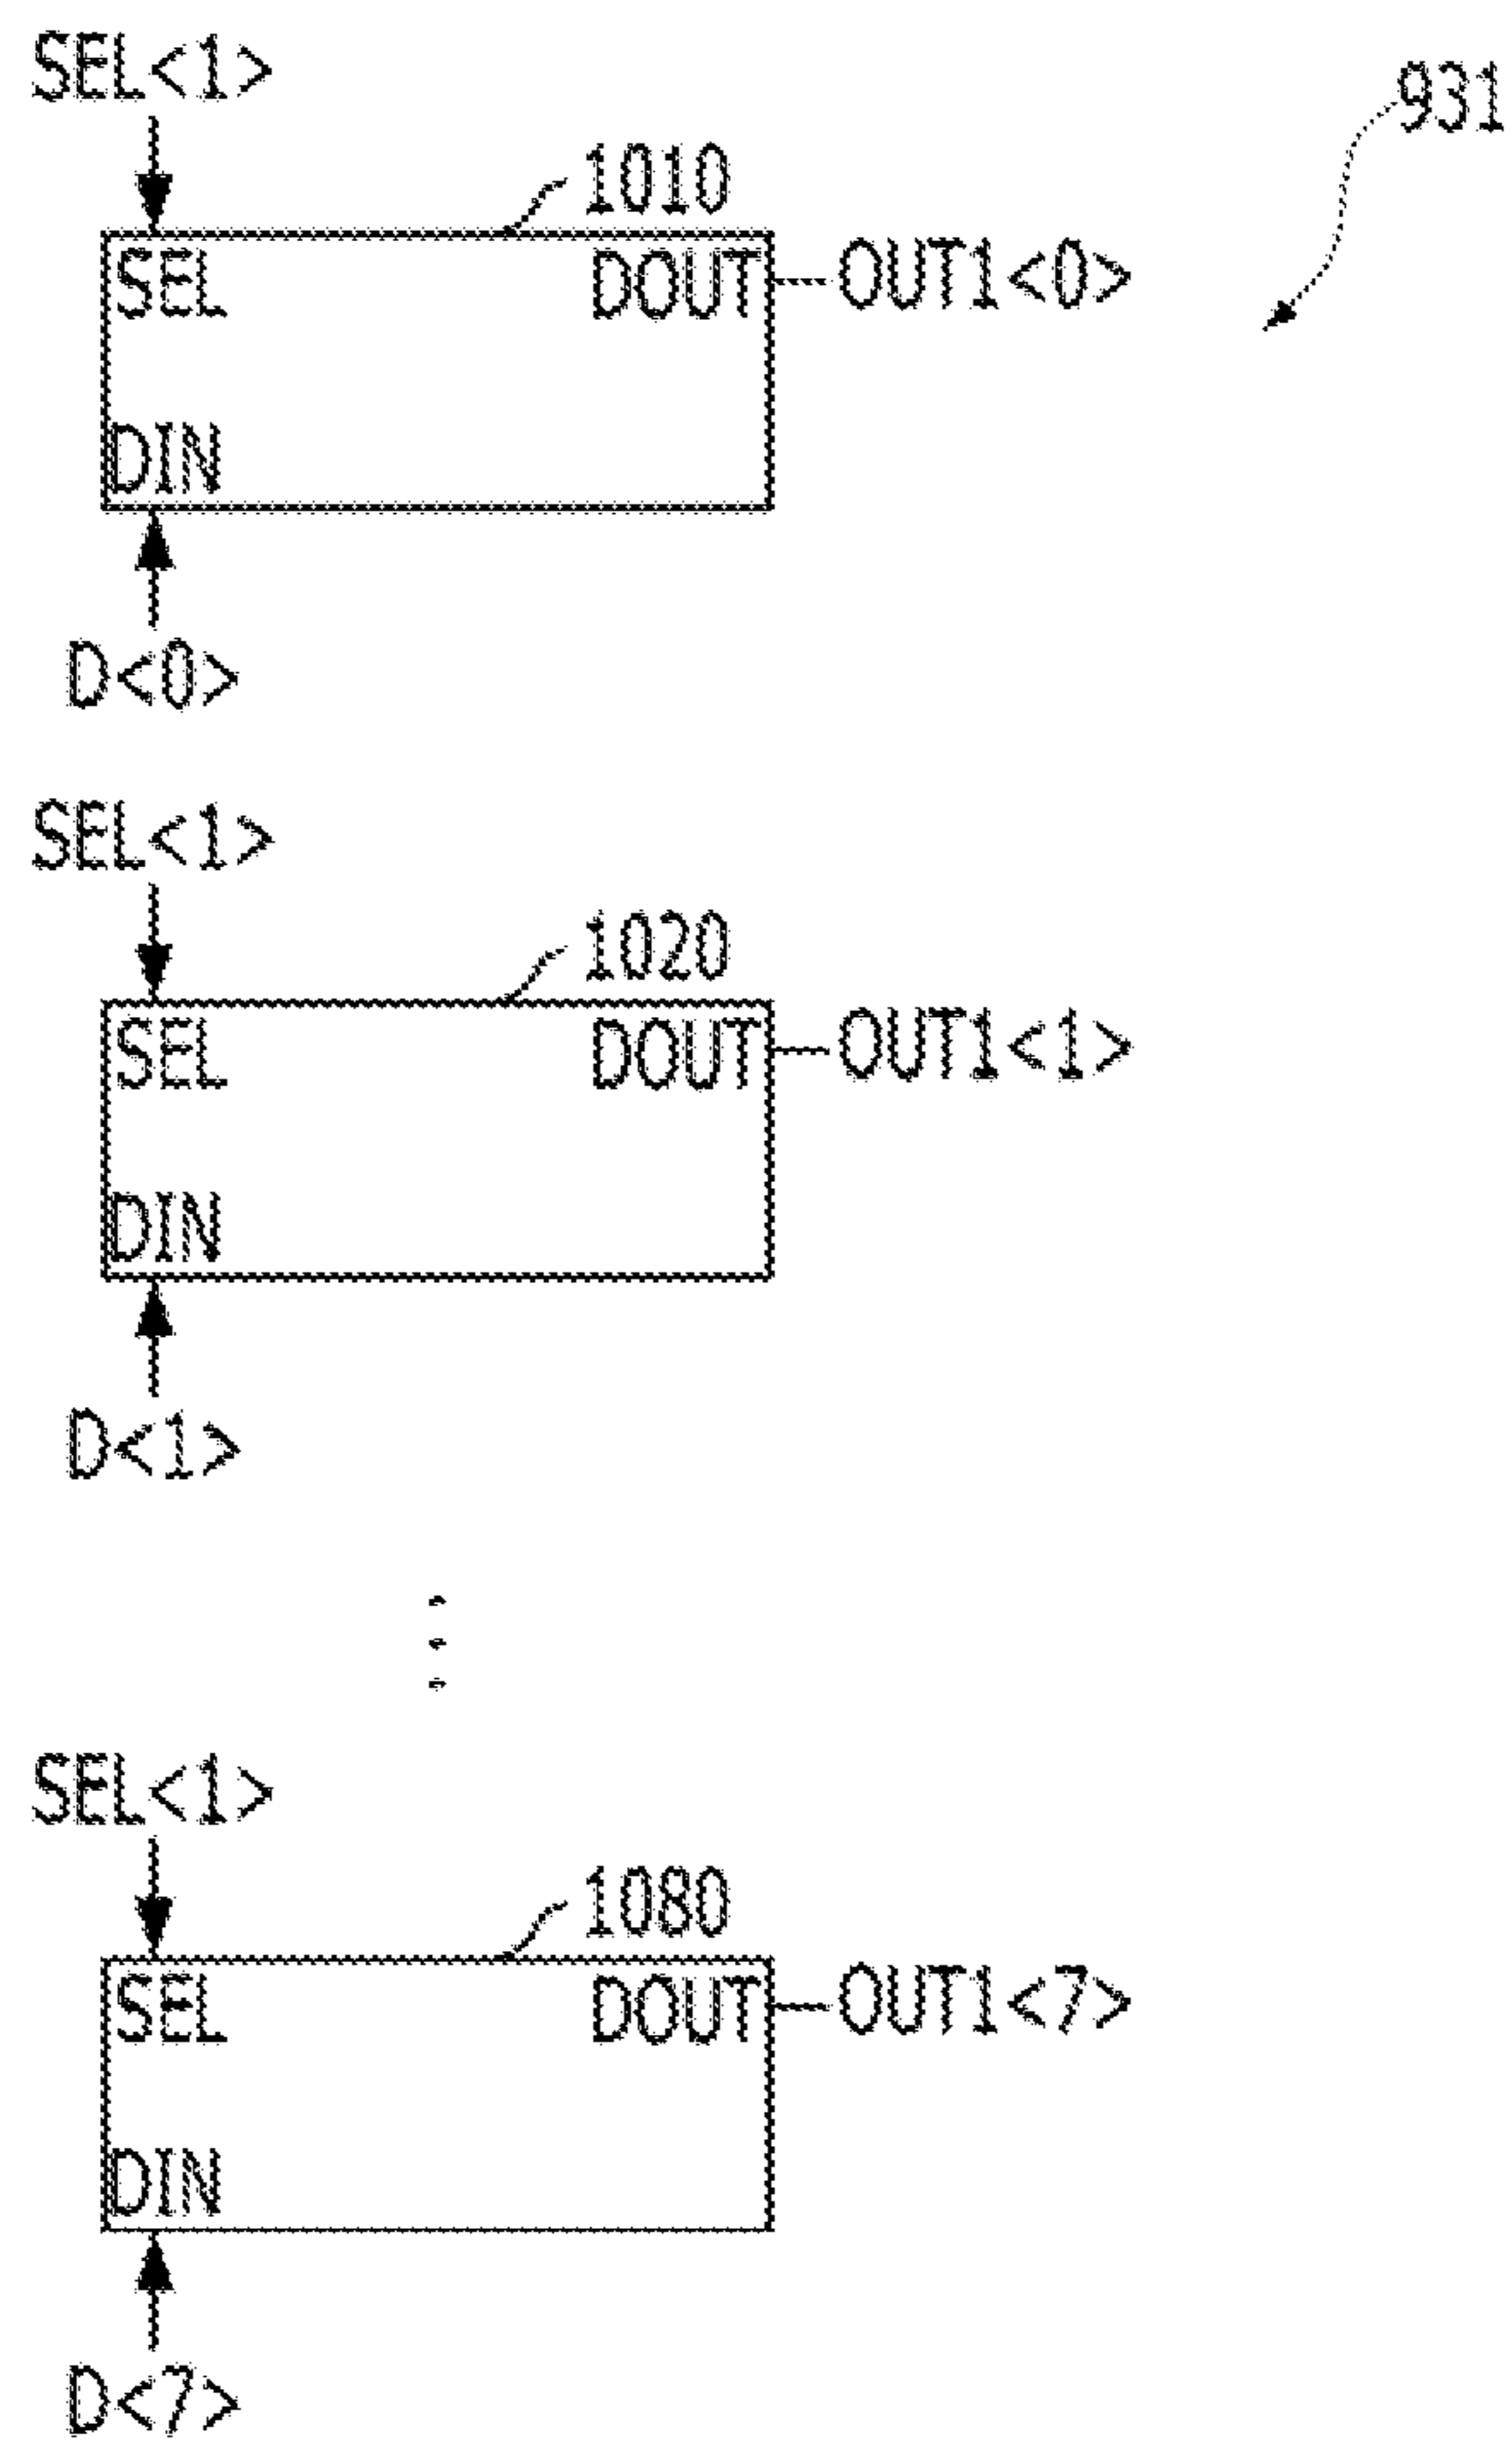 SEL<1>
931
1010
SEL
DOUT
OUT1<0>
DIN
D<0>
SEL<1>
1020
SEL
DOUT
OUT1<1>
DIN
D<1>
SEL<1>
1080
SEL
DOUT
OUT1<7>
DIN
D<7>